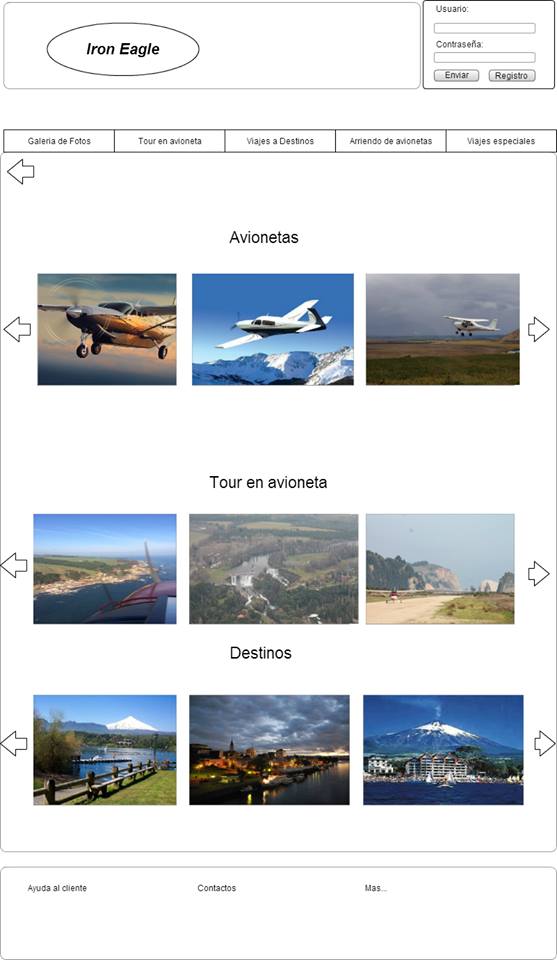 Iron Eagle
Usuario:
Contraseña:
Enviar
Registro
Galeria de Fotos
Tour en avioneta
Viajes a Destinos
Arriendo de avionetas
Viajes especiales
Avionetas
Tour en avioneta
Destinos
Ayuda al cliente
Contactos
Mas...